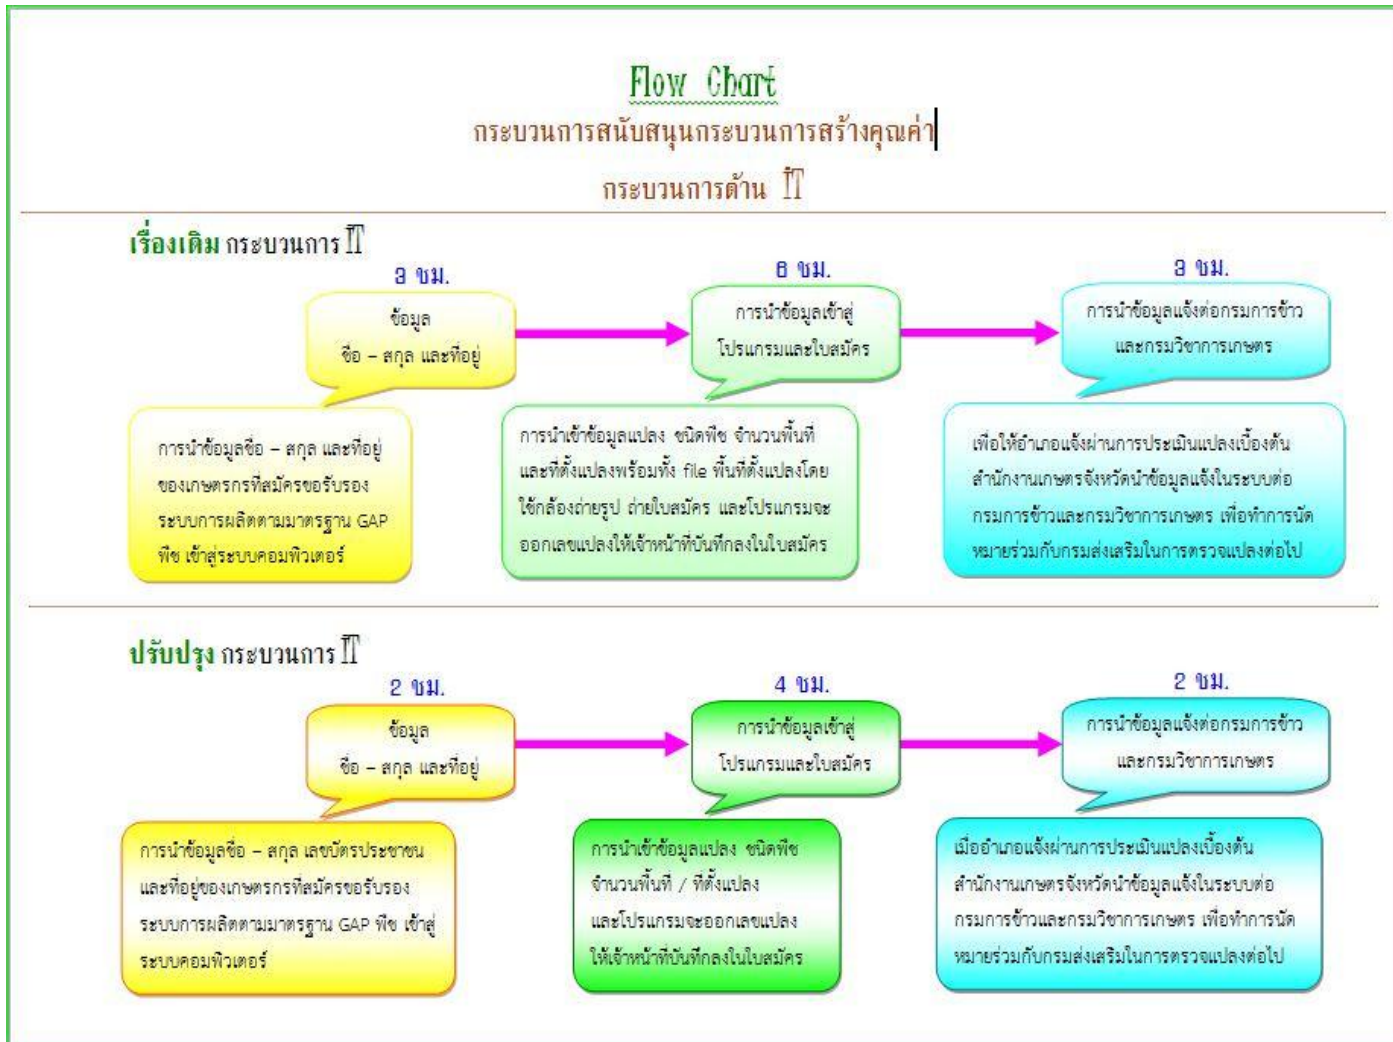 Flow Chart
กระบวนการสนับสนุนกระบวนการสร้างคุณค่า
กระบวนการด้าน IT
เรื่องเดิม กระบวนการ IT
3 ชม.
6 ชม.
3 ชม.
ข้อมูล
ชื่อ – สกุล และที่อยู่
การนำข้อมูลเข้าสู่
โปรแกรมและใบสมัคร
การนำข้อมูลแจ้งต่อกรมการข้าว
และกรมวิชาการเกษตร
การนำข้อมูลชื่อ – สกุล และที่อยู่
ของเกษตรกรที่สมัครขอรับรอง
ระบบการผลิตตามมาตรฐาน GAP
พืช เข้าสู่ระบบคอมพิวเตอร์
การนำเข้าข้อมูลแปลง ชนิดพืช จำนวนพื้นที่
และที่ตั้งแปลงพร้อมทั้ง file พื้นที่ตั้งแปลงโดย
ใช้กล้องถ่ายรูป ถ่ายใบสมัคร และโปรแกรมจะ
ออกเลขแปลงให้เจ้าหน้าที่บันทึกลงในใบสมัคร
เพื่อให้อำเภอแจ้งผ่านการประเมินแปลงเบื้องต้น
สำนักงานเกษตรจังหวัดนำข้อมูลแจ้งในระบบต่อ
กรมการข้าวและกรมวิชาการเกษตร เพื่อทำการนัด
หมายร่วมกับกรมส่งเสริมในการตรวจแปลงต่อไป
ปรับปรุง กระบวนการ IT
2 ชม.
4 ชม.
2 ชม.
ข้อมูล
ชื่อ – สกุล และที่อยู่
การนำข้อมูลเข้าสู่
โปรแกรมและใบสมัคร
การนำข้อมูลแจ้งต่อกรมการข้าว
และกรมวิชาการเกษตร
การนำข้อมูลชื่อ – สกุล เลขบัตรประชาชน
และที่อยู่ของเกษตรกรที่สมัครขอรับรอง
ระบบการผลิตตามมาตรฐาน GAP พืช เข้าสู่
ระบบคอมพิวเตอร์
การนำเข้าข้อมูลแปลง ชนิดพืช
จำนวนพื้นที่ / ที่ตั้งแปลง
และโปรแกรมจะออกเลขแปลง
ให้เจ้าหน้าที่บันทึกลงในใบสมัคร
เมื่ออำเภอแจ้งผ่านการประเมินแปลงเบื้องต้น
สำนักงานเกษตรจังหวัดนำข้อมูลแจ้งในระบบต่อ
กรมการข้าวและกรมวิชาการเกษตร เพื่อทำการนัด
หมายร่วมกับกรมส่งเสริมในการตรวจแปลงต่อไป